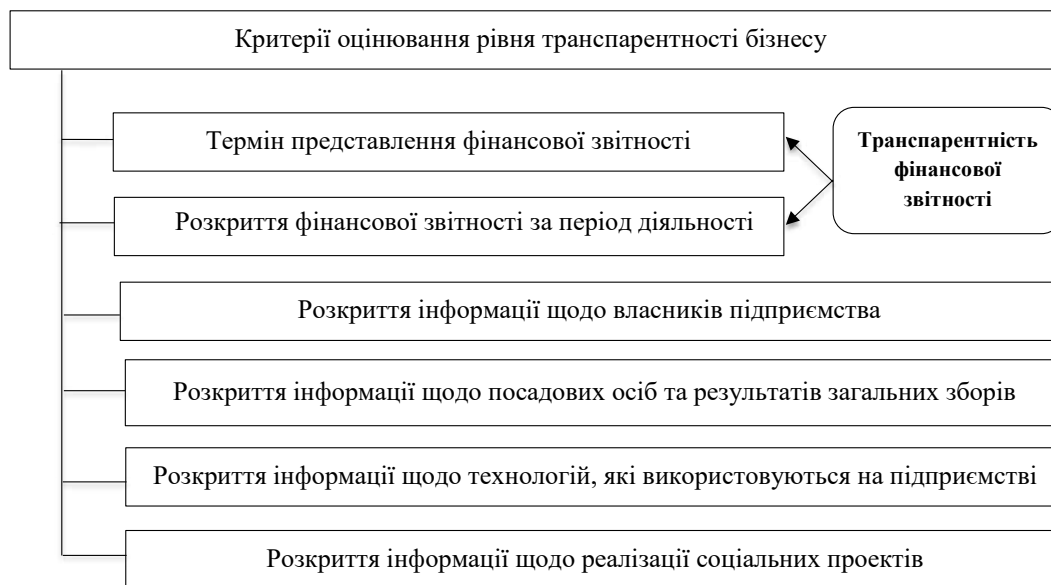 Критерії оцінювання рівня транспарентності бізнесу
Термін представлення фінансової звітності
Транспарентність
фінансової
звітності
Розкриття фінансової звітності за період діяльності
Розкриття інформації щодо власників підприємства
Розкриття інформації щодо посадових осіб та результатів загальних зборів
Розкриття інформації щодо технологій, які використовуються на підприємстві
Розкриття інформації щодо реалізації соціальних проектів